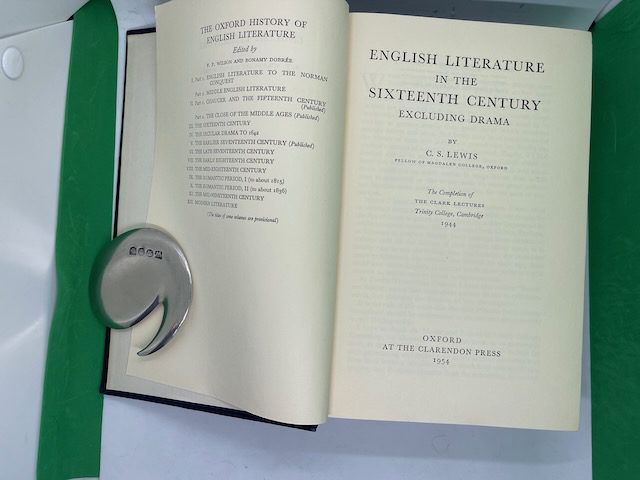 THE OXFORD HISTORY OF
ENGLISH LITERATURE
Edited by
F. P. WILSON AND BONAMY DOBRÉE
I. Part 1. ENGLISH LITERATURE TO THE NORMAN
CONQUEST
Part 2. MIDDLE ENGLISH LITERATURE
II. Part 1. CHAUCER AND THE FIFTEENTH CENTURY
(Published)
Part 2. THE CLOSE OF THE MIDDLE AGES (Published)
III. THE SIXTEENTH CENTURY
IV. THE SECULAR DRAMA TO 1642
V. THE EARLIER SEVENTEENTH CENTURY (Published)
VI. THE LATE SEVENTEENTH CENTURY
VII. THE EARLY EIGHTEENTH CENTURY
VIII. THE MID-EIGHTEENTH CENTURY
IX. THE ROMANTIC PERIOD, I (to about 1815)
X. THE ROMANTIC PERIOD, II (to about 1836)
XI. THE MID-NINETEENTH CENTURY
XII. MODERN LITERATURE
(The titles of some volumes are provisional)
ENGLISH LITERATURE
IN THE
SIXTEENTH CENTURY
EXCLUDING DRAMA
BY
C. S. LEWIS
FELLOW OF MAGDALEN COLLEGE, OXFORD
The Completion of
THE CLARK LECTURES
Trinity College, Cambridge
1944
OXFORD
AT THE CLARENDON PRESS
1954